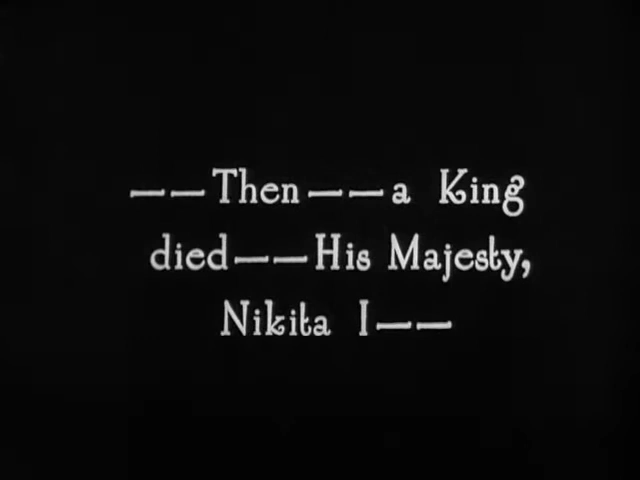 ——Then——a King
died——His Majesty,
Nikita I——